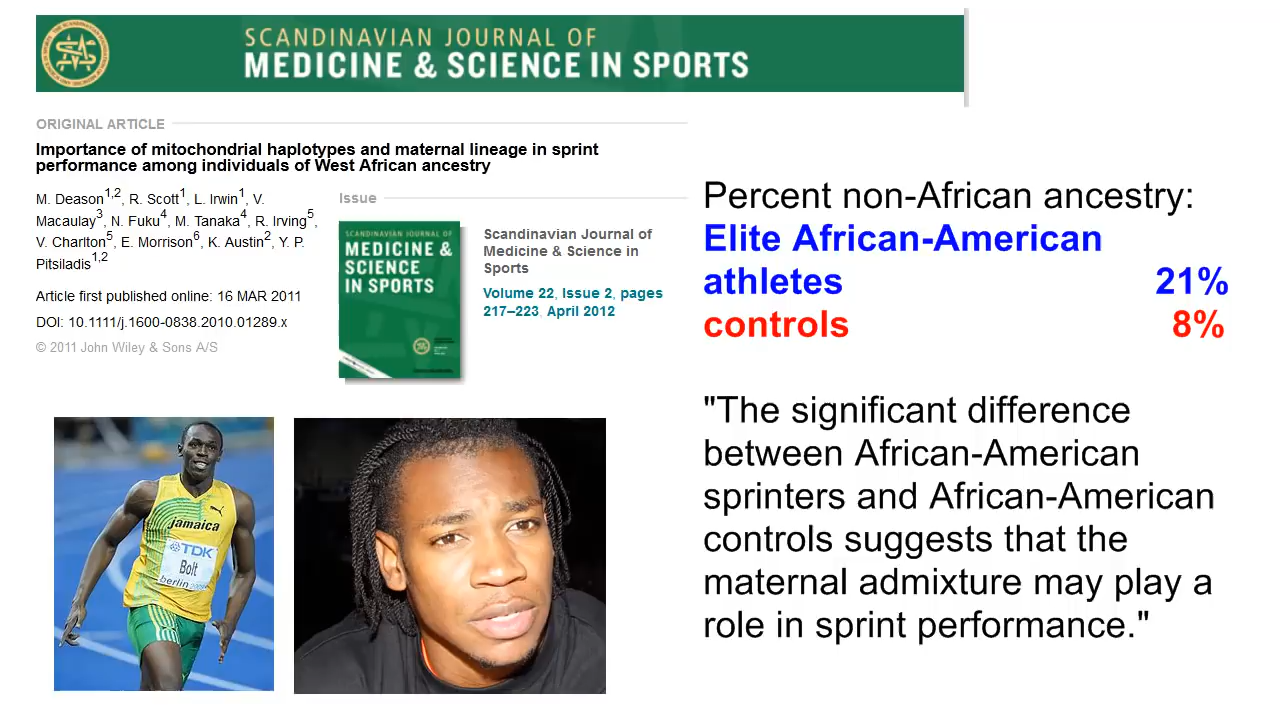 SCANDINAVIAN JOURNAL OF
MEDICINE & SCIENCE IN SPORTS
ORIGINAL ARTICLE
Importance of mitochondrial haplotypes and maternal lineage in sprint
performance among individuals of West African ancestry
M. Deason1,2, R. Scott1, L. Irwin1, V.
Macaulay3, N. Fuku4, M. Tanaka4, R. Irving5,
V. Charlton5, E. Morrison6, K. Austin2, Y. P.
Pitsiladis1,2
Article first published online: 16 MAR 2011
DOI: 10.1111/j.1600-0838.2010.01289.x
© 2011 John Wiley & Sons A/S
Issue
SCANDINAVIAN JOURNAL OF
MEDICINE &
SCIENCE
IN SPORTS
Scandinavian Journal of
Medicine & Science in
Sports
Volume 22, Issue 2, pages
217–223, April 2012
Jamaica
TDK
Bolt
berlin
Percent non-African ancestry:
Elite African-American
athletes 21%
controls 8%
"The significant difference
between African-American
sprinters and African-American
controls suggests that the
maternal admixture may play a
role in sprint performance."